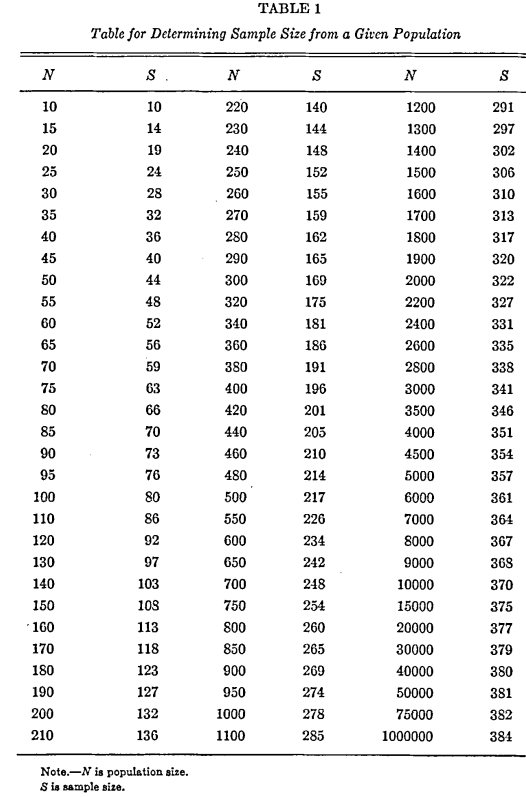 TABLE 1
Table for Determining Sample Size from a Given Population
N S N S N S
10 10 220 140 1200 291
15 14 230 144 1300 297
20 19 240 148 1400 302
25 24 250 152 1500 306
30 28 260 155 1600 310
35 32 270 159 1700 313
40 36 280 162 1800 317
45 40 290 165 1900 320
50 44 300 169 2000 322
55 48 320 175 2200 327
60 52 340 181 2400 331
65 56 360 186 2600 335
70 59 380 191 2800 338
75 63 400 196 3000 341
80 66 420 201 3500 346
85 70 440 205 4000 351
90 73 460 210 4500 354
95 76 480 214 5000 357
100 80 500 217 6000 361
110 86 550 226 7000 364
120 92 600 234 8000 367
130 97 650 242 9000 368
140 103 700 248 10000 370
150 108 750 254 15000 375
160 113 800 260 20000 377
170 118 850 265 30000 379
180 123 900 269 40000 380
190 127 950 274 50000 381
200 132 1000 278 75000 382
210 136 1100 285 1000000 384
Note.—N is population size.
S is sample size.